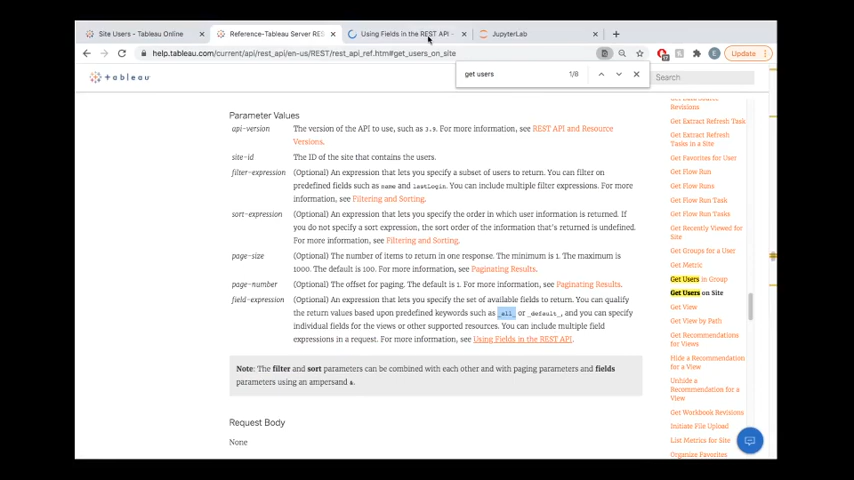 Site Users - Tableau Online
Reference-Tableau Server RES
Using Fields in the REST API -
JupyterLab
help.tableau.com/current/api/rest_api/en-us/REST/rest_api_ref.htm#get_users_on_site
Update
get users
1/8
+ableau
Search
Parameter Values
api-version The version of the API to use, such as 3.9. For more information, see REST API and Resource
Versions.
site-id The ID of the site that contains the users.
filter-expression (Optional) An expression that lets you specify a subset of users to return. You can filter on
predefined fields such as name and lastLogin. You can include multiple filter expressions. For more
information, see Filtering and Sorting.
sort-expression (Optional) An expression that lets you specify the order in which user information is returned. If
you do not specify a sort expression, the sort order of the information that's returned is undefined.
For more information, see Filtering and Sorting.
page-size (Optional) The number of items to return in one response. The minimum is 1. The maximum is
1000. The default is 100. For more information, see Paginating Results.
page-number (Optional) The offset for paging. The default is 1. For more information, see Paginating Results.
field-expression (Optional) An expression that lets you specify the set of available fields to return. You can qualify
the return values based upon predefined keywords such as _all_ or _default_, and you can specify
individual fields for the views or other supported resources. You can include multiple field
expressions in a request. For more information, see Using Fields in the REST API.
Note: The filter and sort parameters can be combined with each other and with paging parameters and fields
parameters using an ampersand &.
Request Body
None
Get Data Source
Revisions
Get Extract Refresh Task
Get Extract Refresh
Tasks in a Site
Get Favorites for User
Get Flow Run
Get Flow Runs
Get Flow Run Task
Get Flow Run Tasks
Get Recently Viewed for
Site
Get Groups for a User
Get Metric
Get Users in Group
Get Users on Site
Get View
Get View by Path
Get Recommendations
for Views
Hide a Recommendation
for a View
Unhide a
Recommendation for a
View
Get Workbook Revisions
Initiate File Upload
List Metrics for Site
Organize Favorites